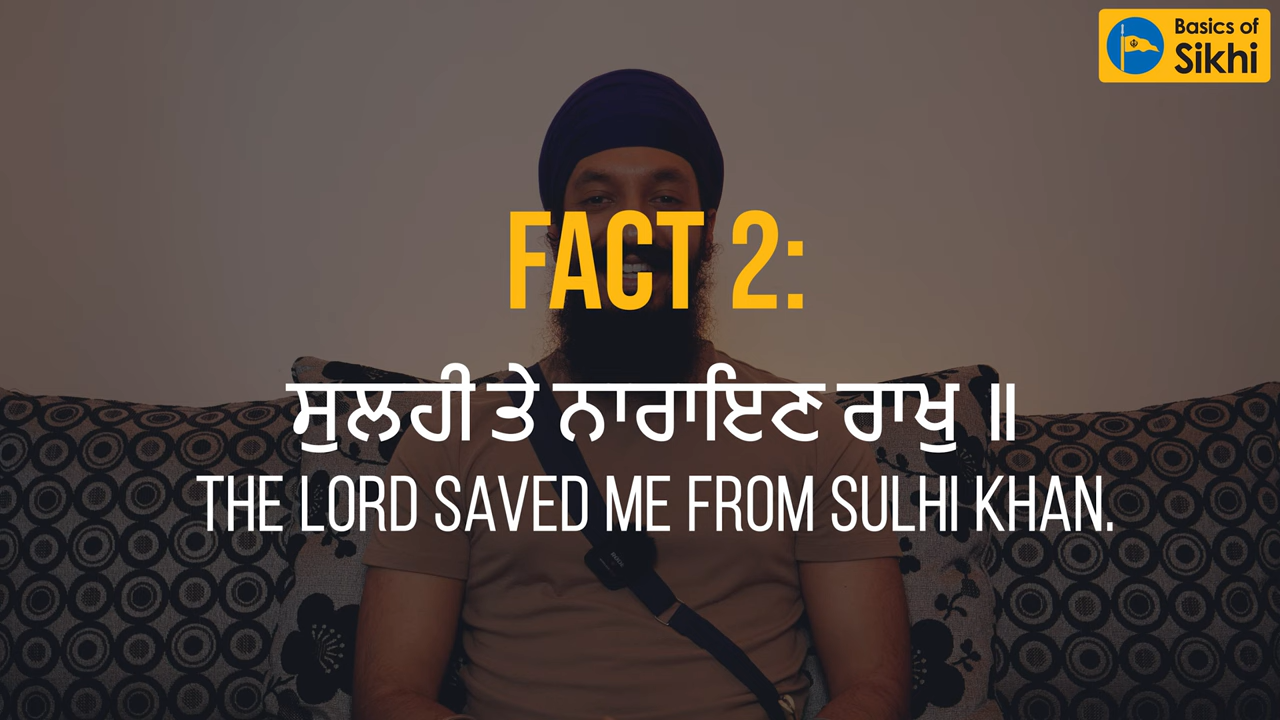 Basics of
Sikhi
FACT 2:
ਸੁਲਹੀ ਤੇ ਨਾਰਾਇਣ ਰਾਖੁ ॥
THE LORD SAVED ME FROM SULHI KHAN.